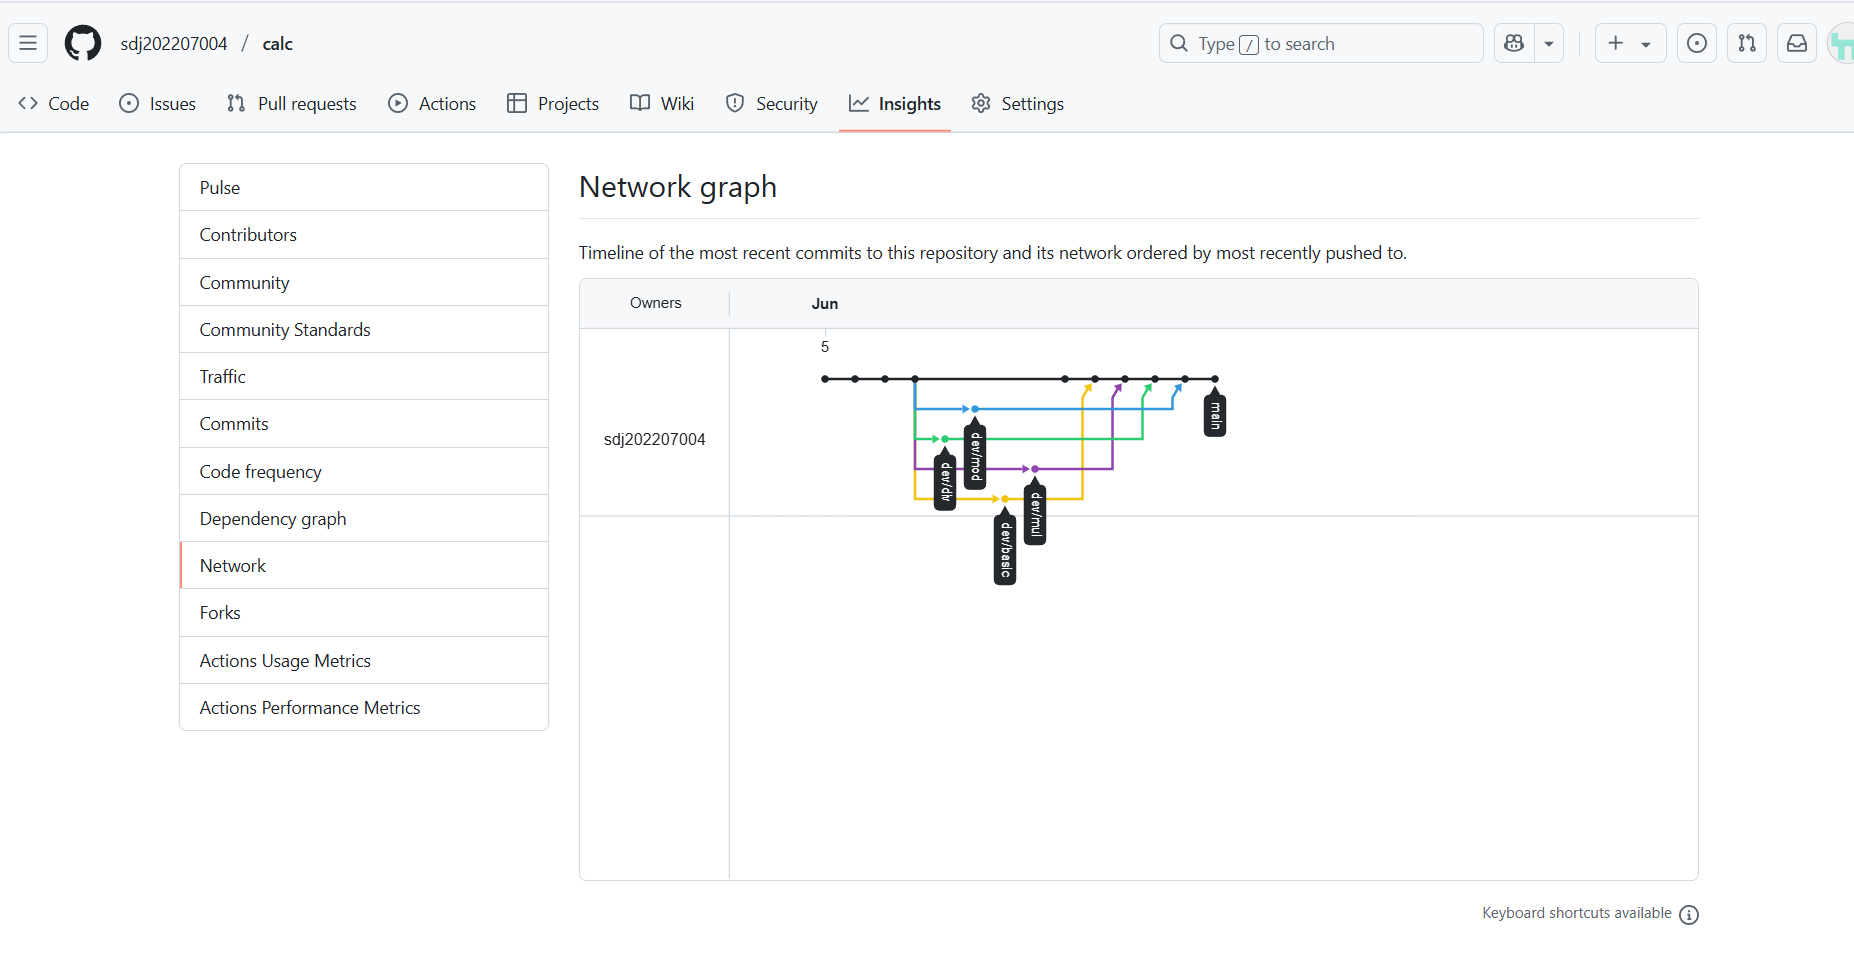 sdj202207004 / calc
Type / to search
Code Issues Pull requests Actions Projects Wiki Security Insights Settings
Pulse
Contributors
Community
Community Standards
Traffic
Commits
Code frequency
Dependency graph
Network
Forks
Actions Usage Metrics
Actions Performance Metrics
Network graph
Timeline of the most recent commits to this repository and its network ordered by most recently pushed to.
Owners
Jun
5
sdj202207004
main
dev/mod
dev/div
dev/mul
dev/basic
Keyboard shortcuts available